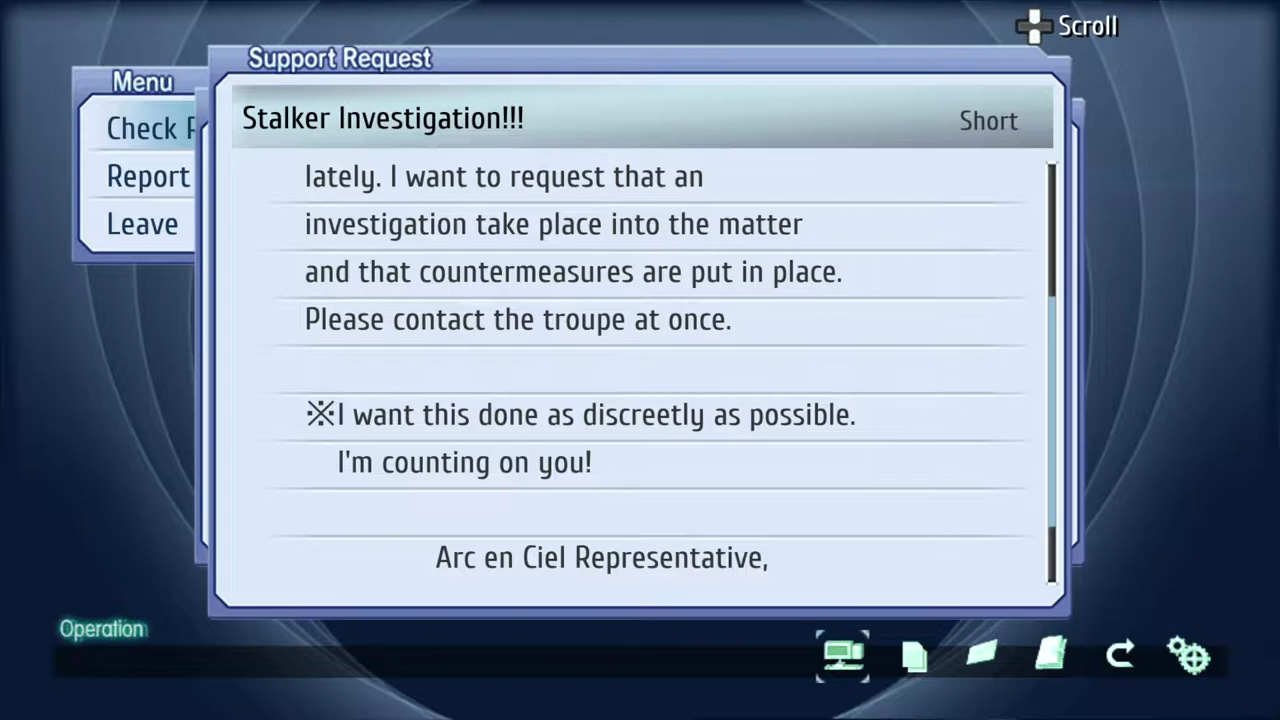 Scroll
Support Request
Menu
Stalker Investigation!!!
Short
Check
Report
Leave
lately. I want to request that an
investigation take place into the matter
and that countermeasures are put in place.
Please contact the troupe at once.
※I want this done as discreetly as possible.
I'm counting on you!
Arc en Ciel Representative,
Operation